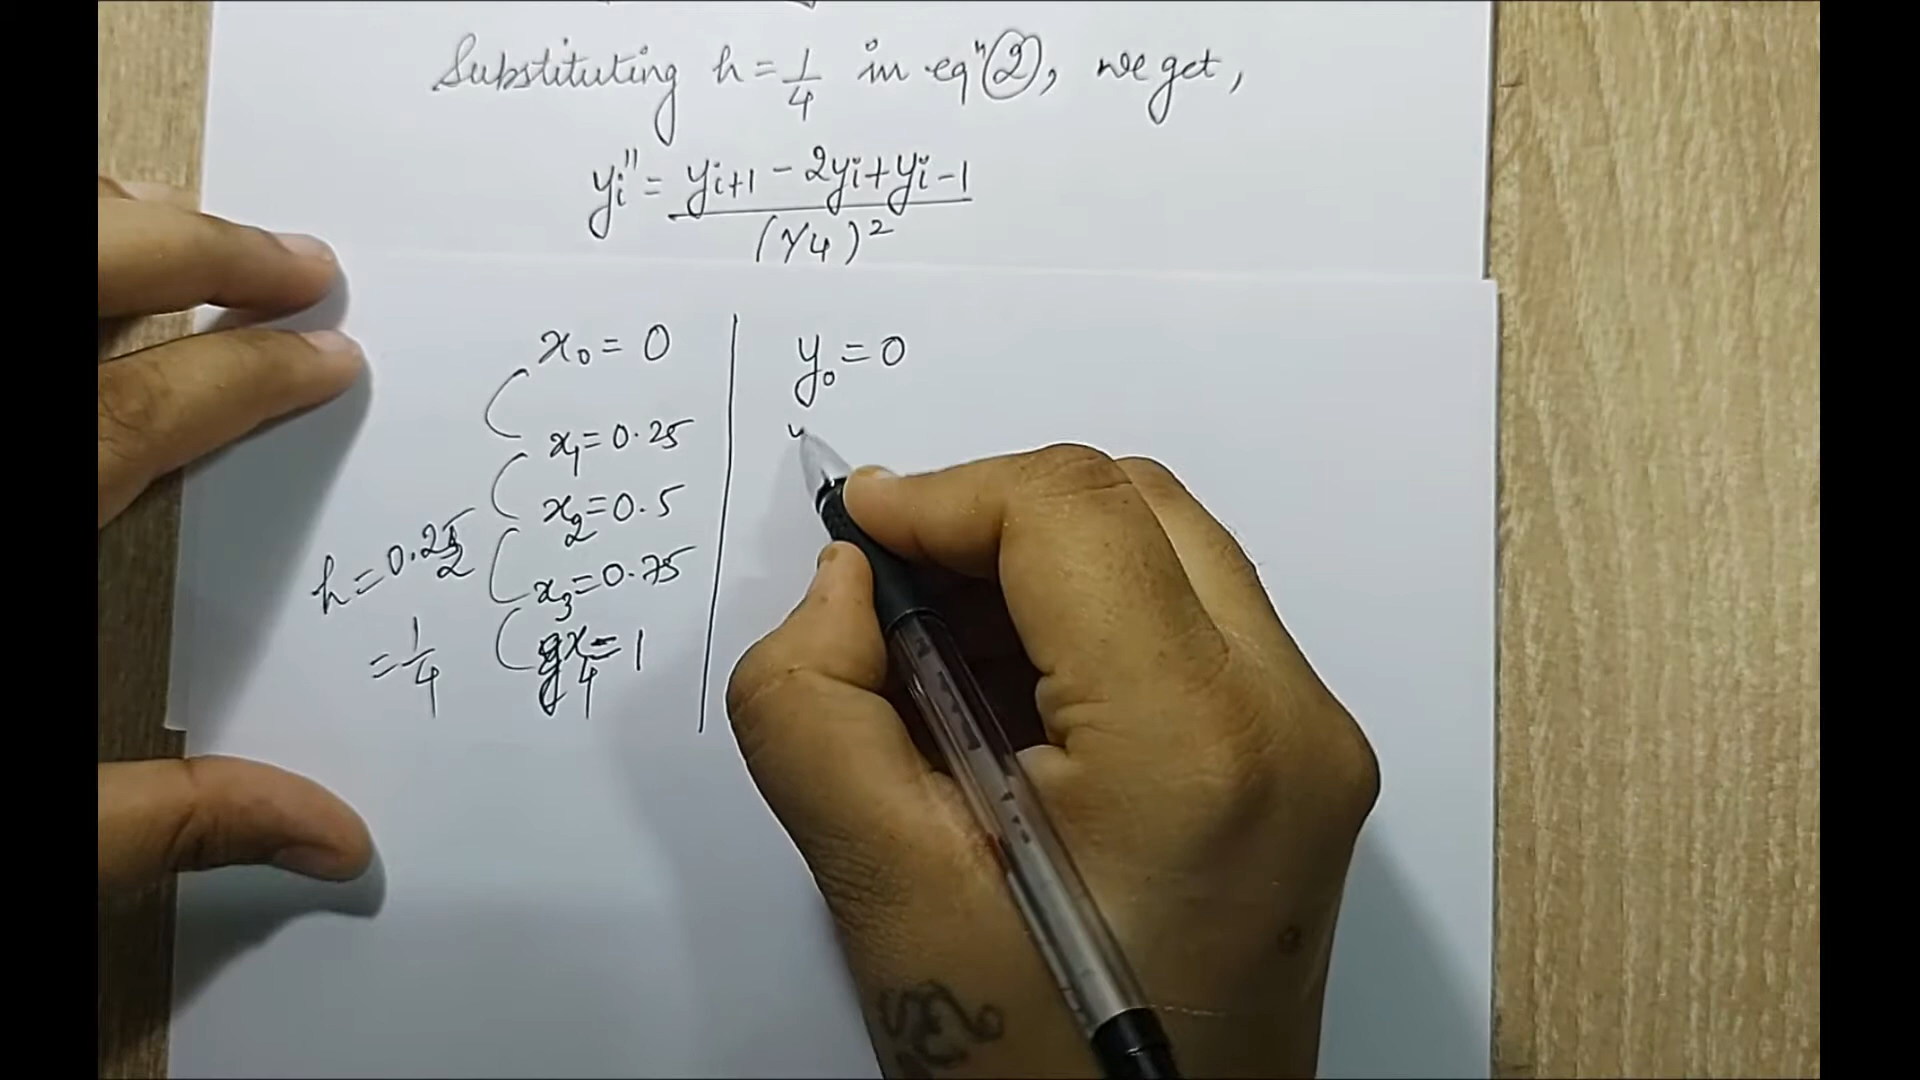 Substituting h = 1/4 in eqⁿ ②, we get,
yi'' = yi+1 - 2yi + yi-1 / (1/4)²
x₀ = 0
y₀ = 0
x₁ = 0.25
x₂ = 0.5
h = 0.25
x₃ = 0.75
= 1/4
x₄ = 1